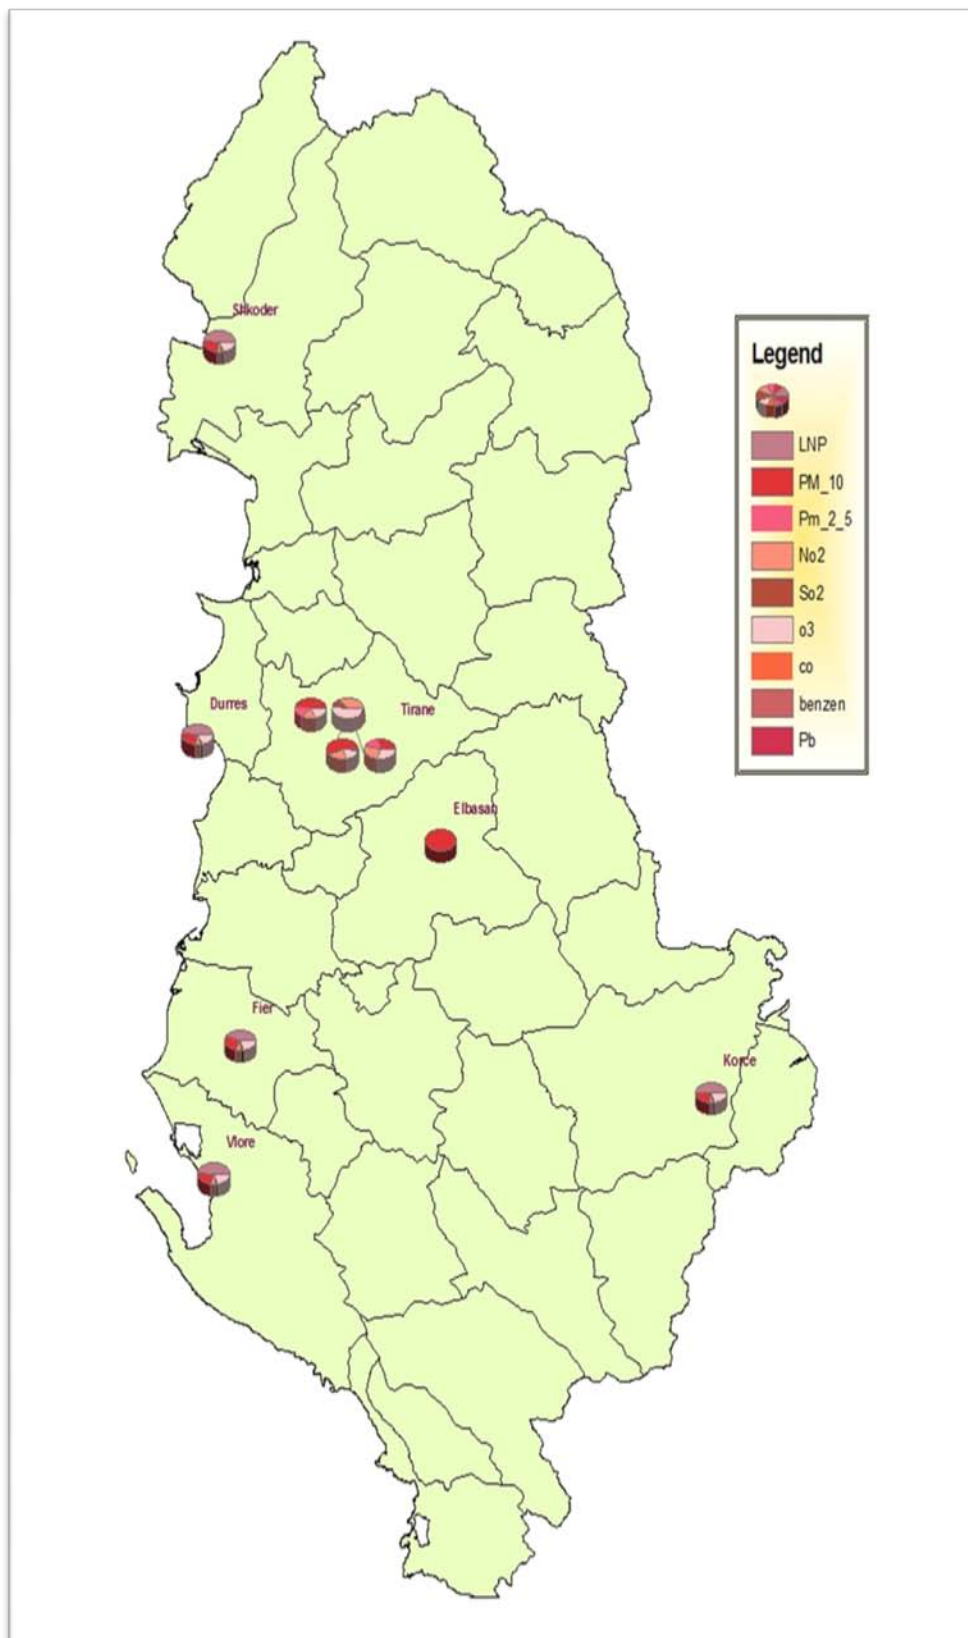 Shkoder
Legend
LNP
PM_10
Pm_2_5
No2
So2
o3
co
benzen
Pb
Durres
Tirane
Elbasan
Fier
Korce
Vlore